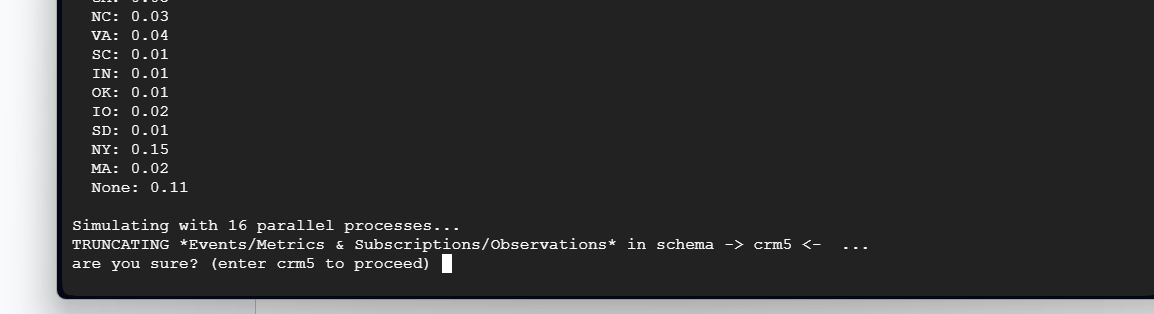 NC: 0.03
VA: 0.04
SC: 0.01
IN: 0.01
OK: 0.01
IO: 0.02
SD: 0.01
NY: 0.15
MA: 0.02
None: 0.11
Simulating with 16 parallel processes...
TRUNCATING *Events/Metrics & Subscriptions/Observations* in schema -> crm5 <-  ...
are you sure? (enter crm5 to proceed)